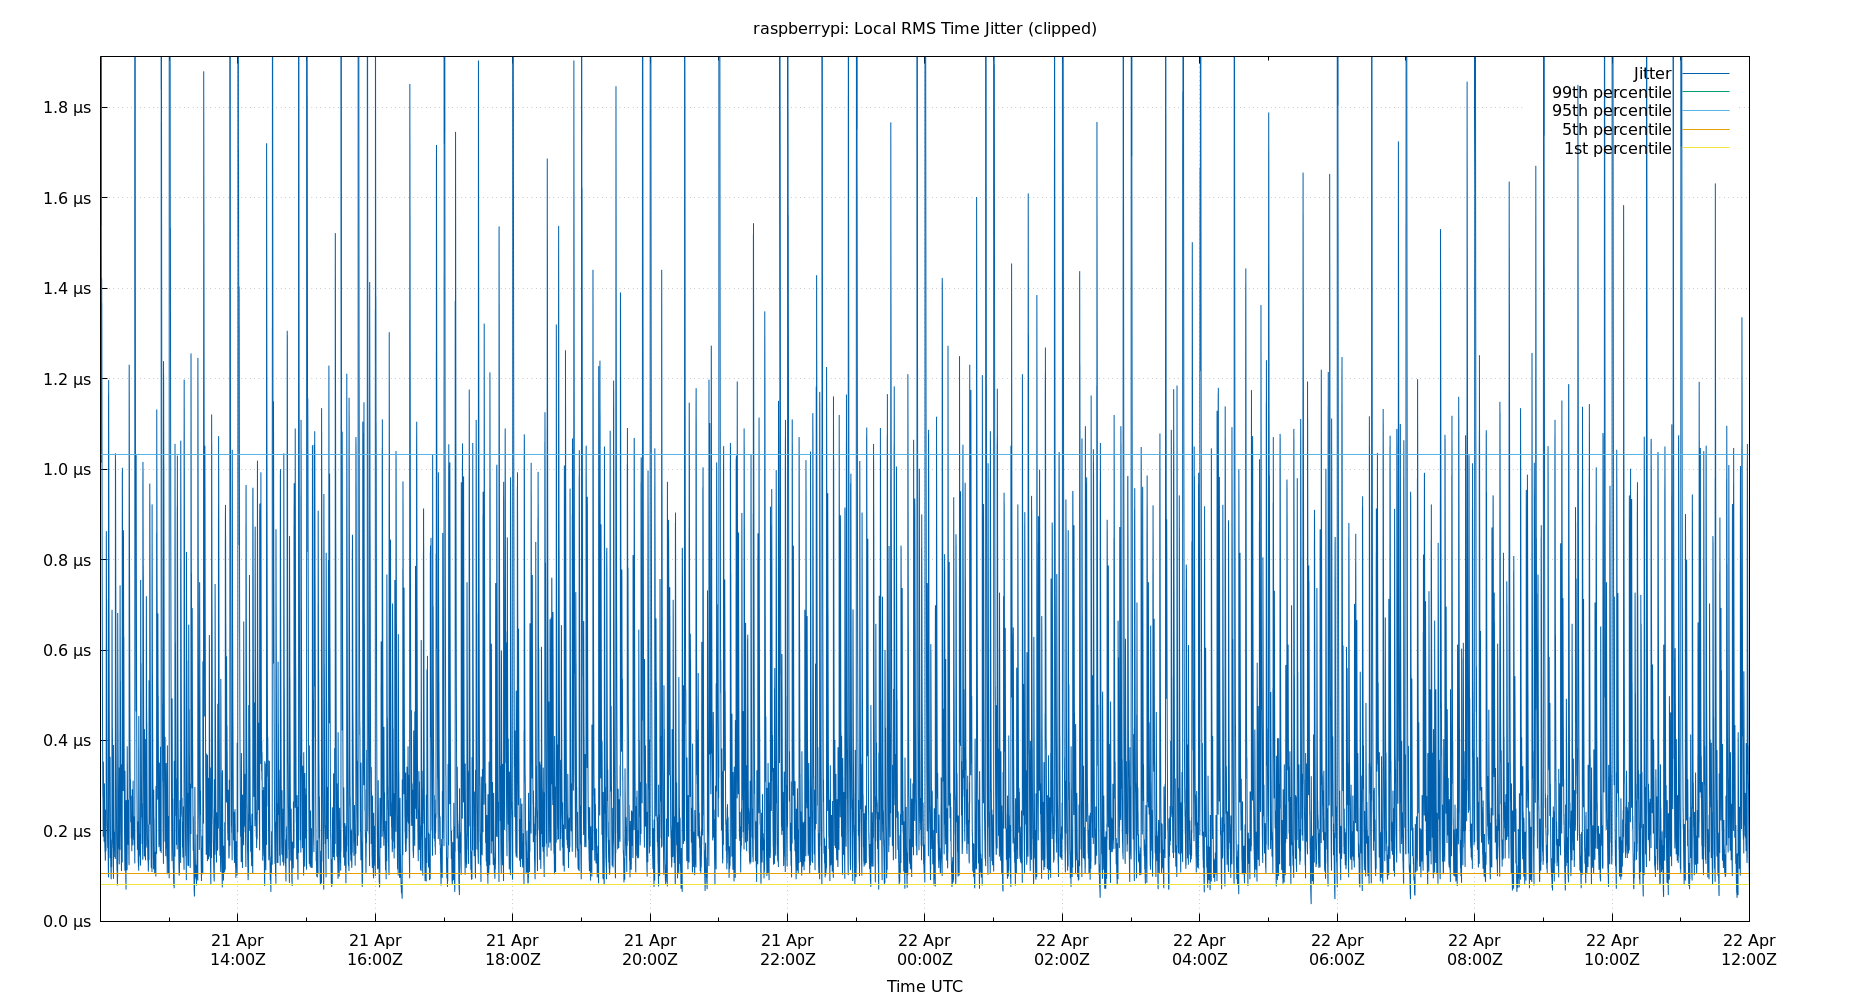 raspberrypi: Local RMS Time Jitter (clipped)
Jitter
99th percentile
95th percentile
5th percentile
1st percentile
1.8 µs
1.6 µs
1.4 µs
1.2 µs
1.0 µs
0.8 µs
0.6 µs
0.4 µs
0.2 µs
0.0 µs
21 Apr 21 Apr 21 Apr 21 Apr 21 Apr 22 Apr 22 Apr 22 Apr 22 Apr 22 Apr 22 Apr 22 Apr
14:00Z 16:00Z 18:00Z 20:00Z 22:00Z 00:00Z 02:00Z 04:00Z 06:00Z 08:00Z 10:00Z 12:00Z
Time UTC